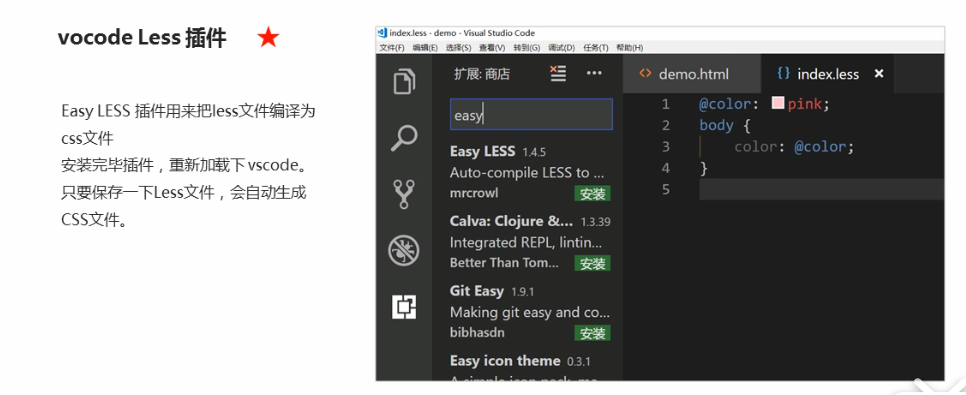 vocode Less 插件
Easy LESS 插件用来把less文件编译为
css文件
安装完毕插件，重新加载下 vscode。
只要保存一下Less文件，会自动生成
CSS文件。
index.less - demo - Visual Studio Code
文件(F) 编辑(E) 选择(S) 查看(V) 转到(G) 调试(D) 任务(T) 帮助(H)
扩展: 商店
easy
Easy LESS 1.4.5
Auto-compile LESS to ...
mrcrowl 安装
Calva: Clojure &... 1.3.39
Integrated REPL, lintin...
Better Than Tom... 安装
Git Easy 1.9.1
Making git easy and co...
bibhasdn 安装
Easy icon theme 0.3.1
demo.html index.less
1 @color: pink;
2 body {
3 color: @color;
4 }
5